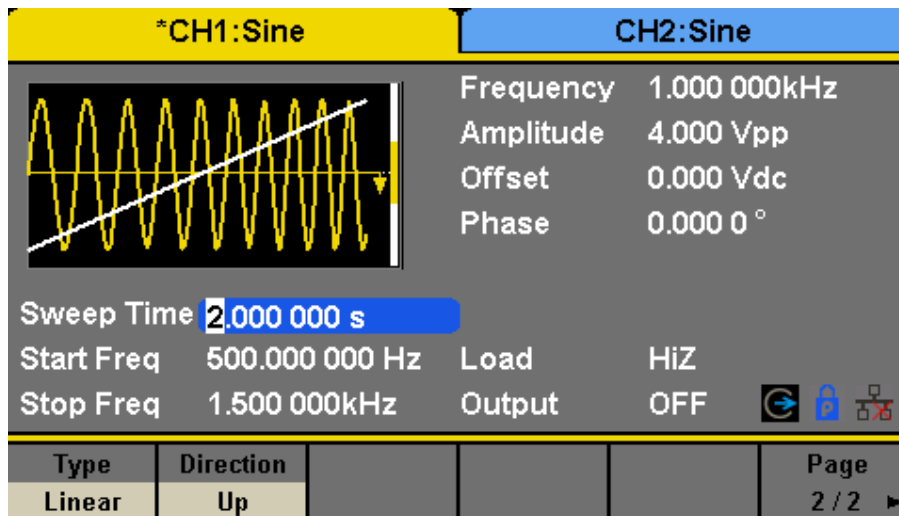 *CH1:Sine CH2:Sine
Frequency 1.000 000kHz
Amplitude 4.000 Vpp
Offset 0.000 Vdc
Phase 0.000 0°
Sweep Time 2.000 000 s
Start Freq 500.000 000 Hz Load HiZ
Stop Freq 1.500 000kHz Output OFF P
Type Direction Page
Linear Up 2 / 2